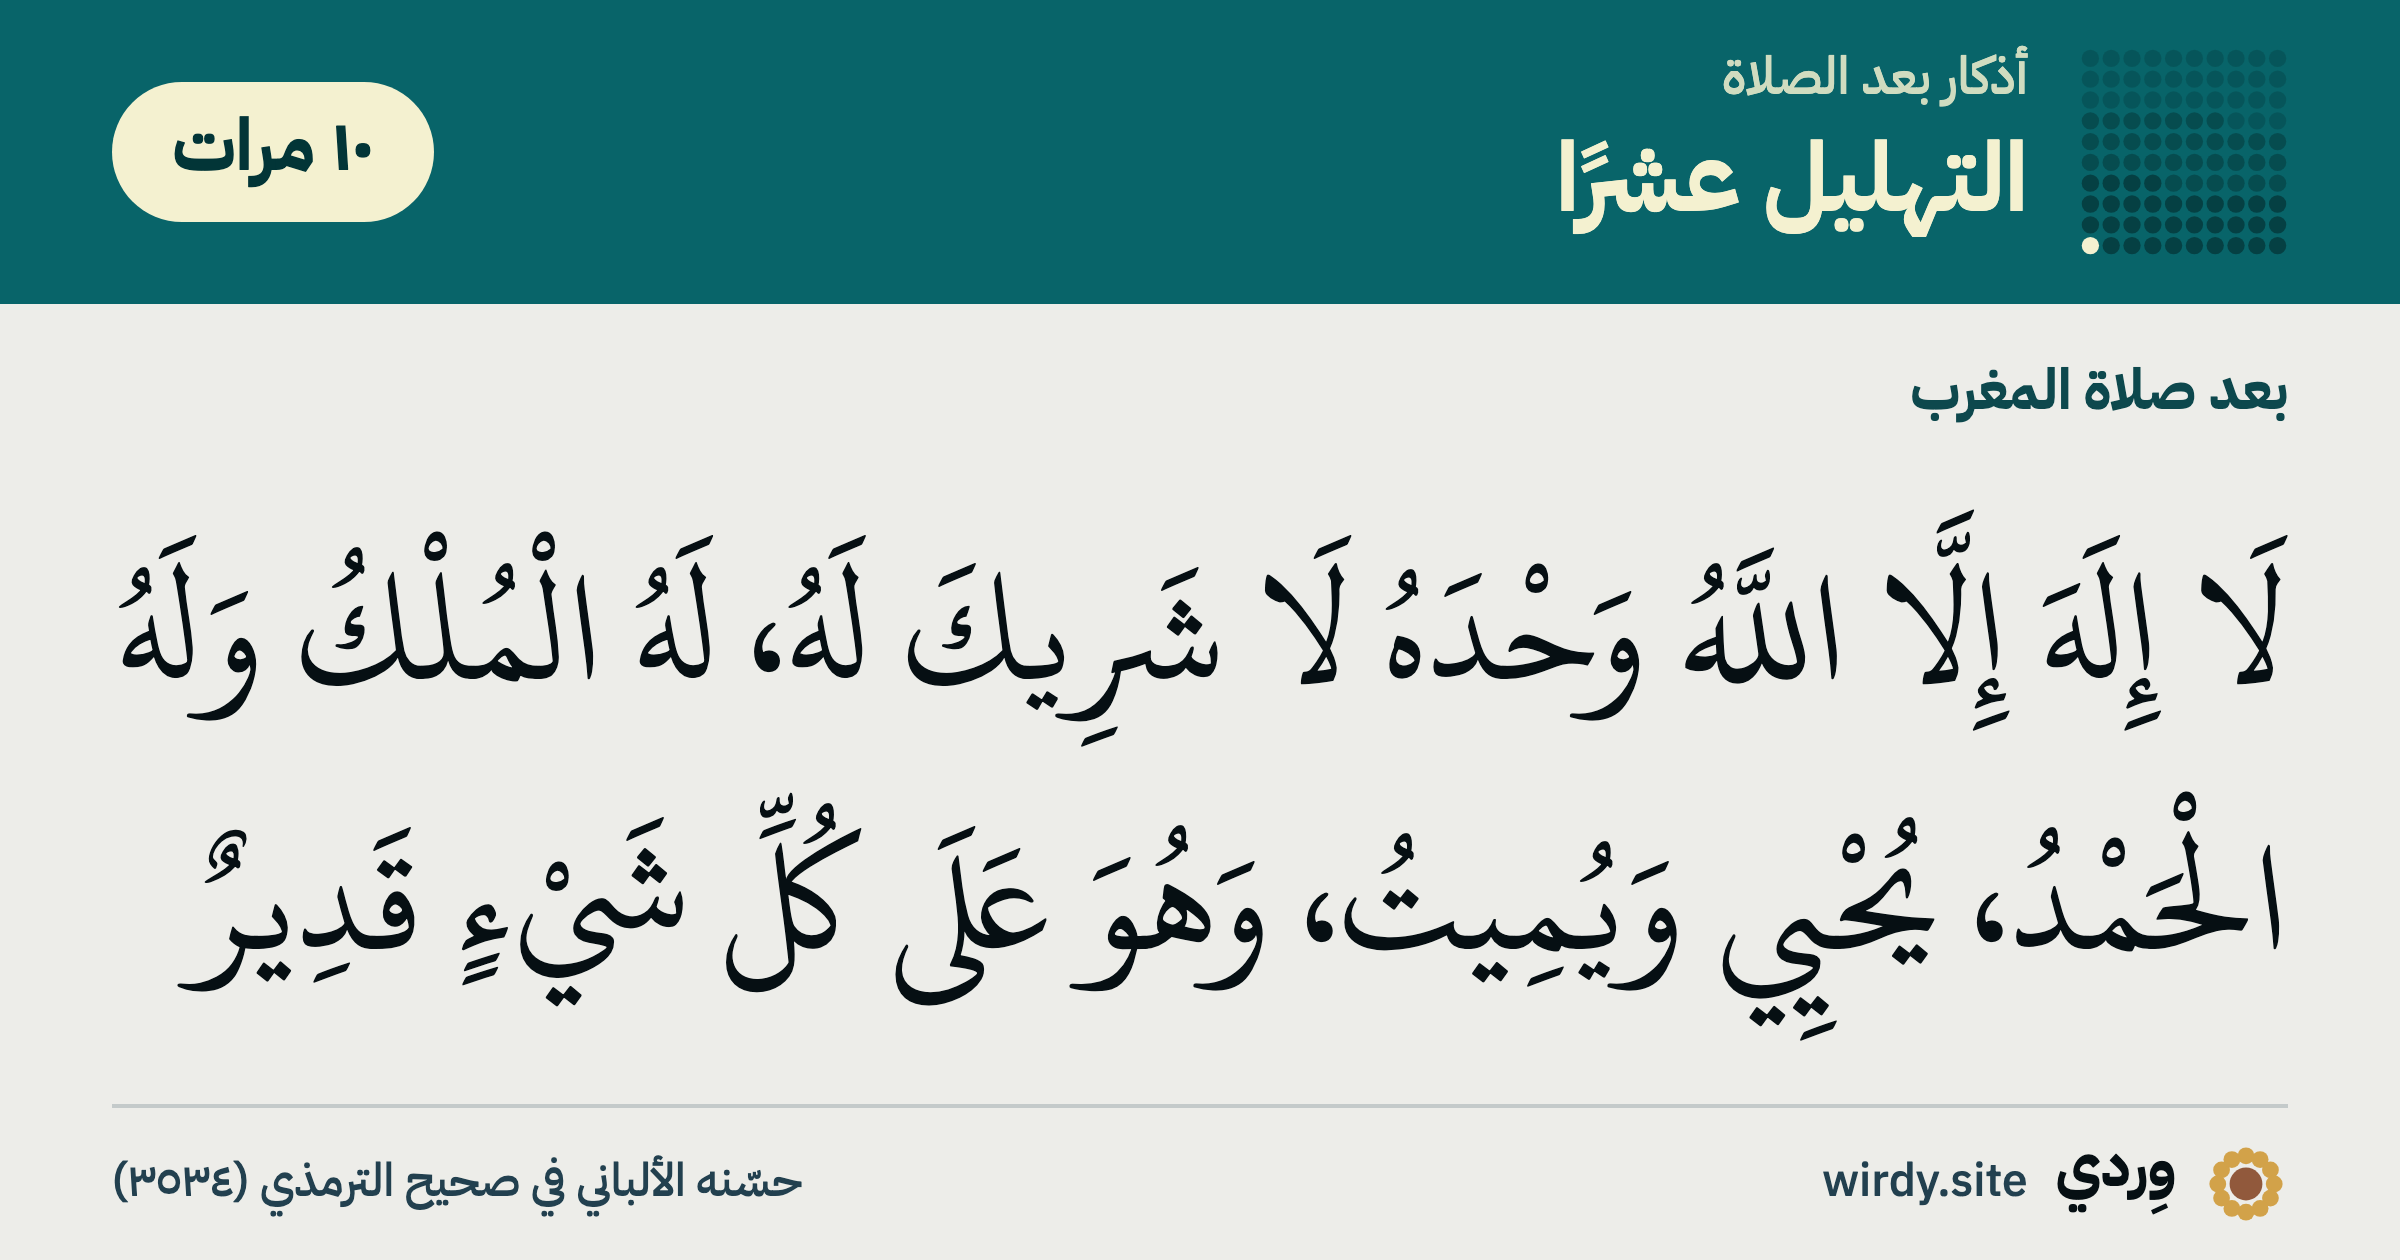 أذكار بعد الصلاة
التهليل عشرًا
١٠ مرات
بعد صلاة المغرب
لَا إِلَهَ إِلَّا اللَّهُ وَحْدَهُ لَا شَرِيكَ لَهُ، لَهُ الْمُلْكُ وَلَهُ
الْحَمْدُ، يُحْيِي وَيُمِيتُ، وَهُوَ عَلَى كُلِّ شَيْءٍ قَدِيرٌ
وِردي wirdy.site
حسّنه الألباني في صحيح الترمذي (٣٥٣٤)